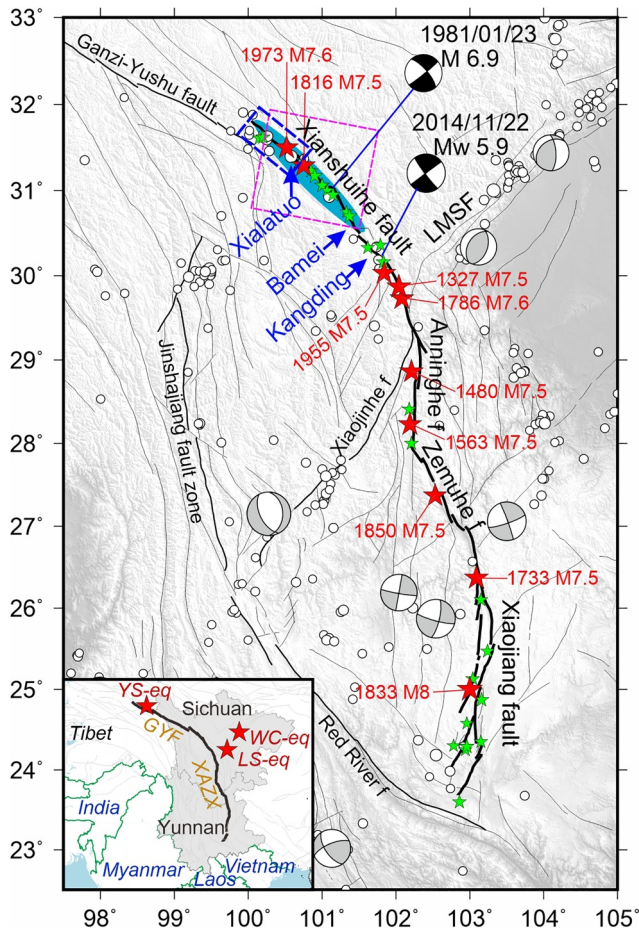 33˚
32˚
31˚
30˚
29˚
28˚
27˚
26˚
25˚
24˚
23˚
98˚
99˚
100˚
101˚
102˚
103˚
104˚
105˚
Ganzi-Yushu fault
1973 M7.6
1816 M7.5
1981/01/23
M 6.9
2014/11/22
Mw 5.9
Xianshuihe fault
LMSF
Xialatuo
Bamei
Kangding
1327 M7.5
1786 M7.6
1955 M7.5
Anninghe f
1480 M7.5
1563 M7.5
Jinshajiang fault zone
Xiaojinhe f
Zemuhe f
1850 M7.5
1733 M7.5
Xiaojiang fault
1833 M8
Red River f
YS-eq
Sichuan
GYF
Tibet
WC-eq
LS-eq
XAZX
India
Yunnan
Myanmar
Laos
Vietnam